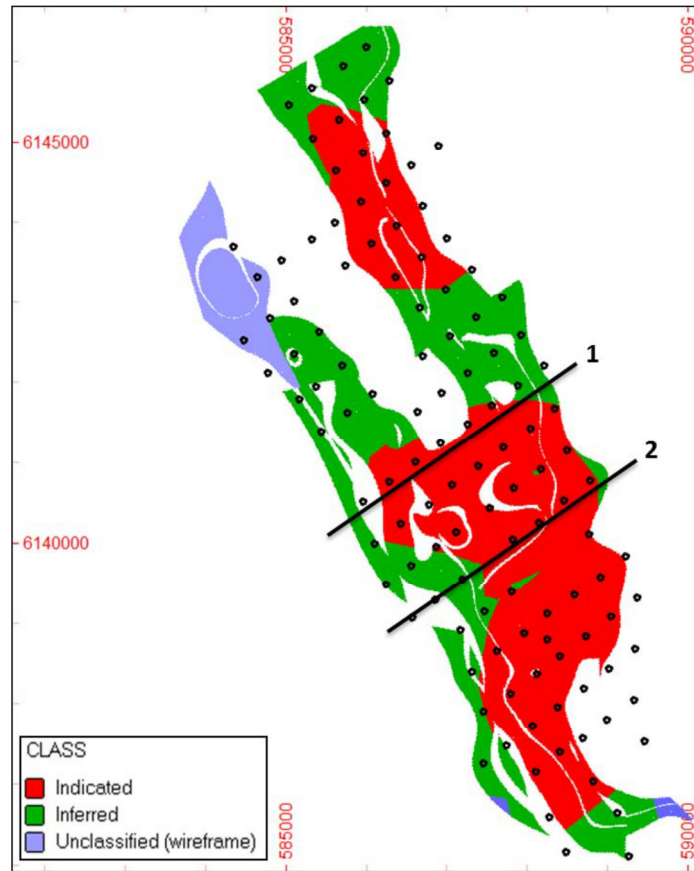 585000
590000
6145000
1
2
6140000
CLASS
Indicated
Inferred
Unclassified (wireframe)
585000
590000